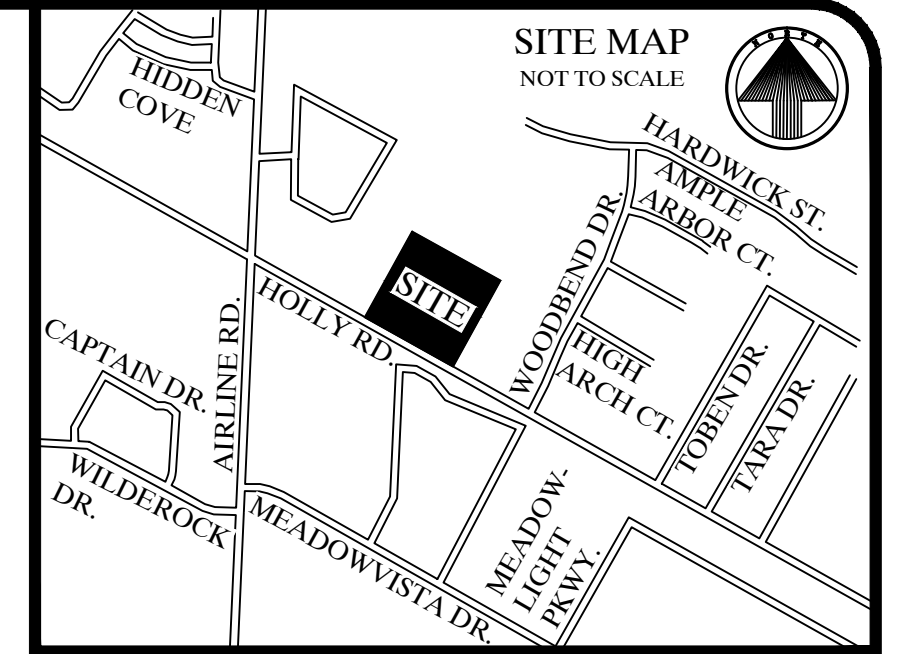 SITE MAP
NOT TO SCALE
NORTH
HIDDEN
COVE
HARDWICK ST.
AMPLE
ARBOR CT.
WOODBEND DR.
SITE
HOLLY RD.
AIRLINE RD.
CAPTAIN DR.
HIGH
ARCH CT.
TOBEN DR.
TARA DR.
WILDEROCK
DR.
MEADOWVISTA DR.
MEADOW-
LIGHT
PKWY.